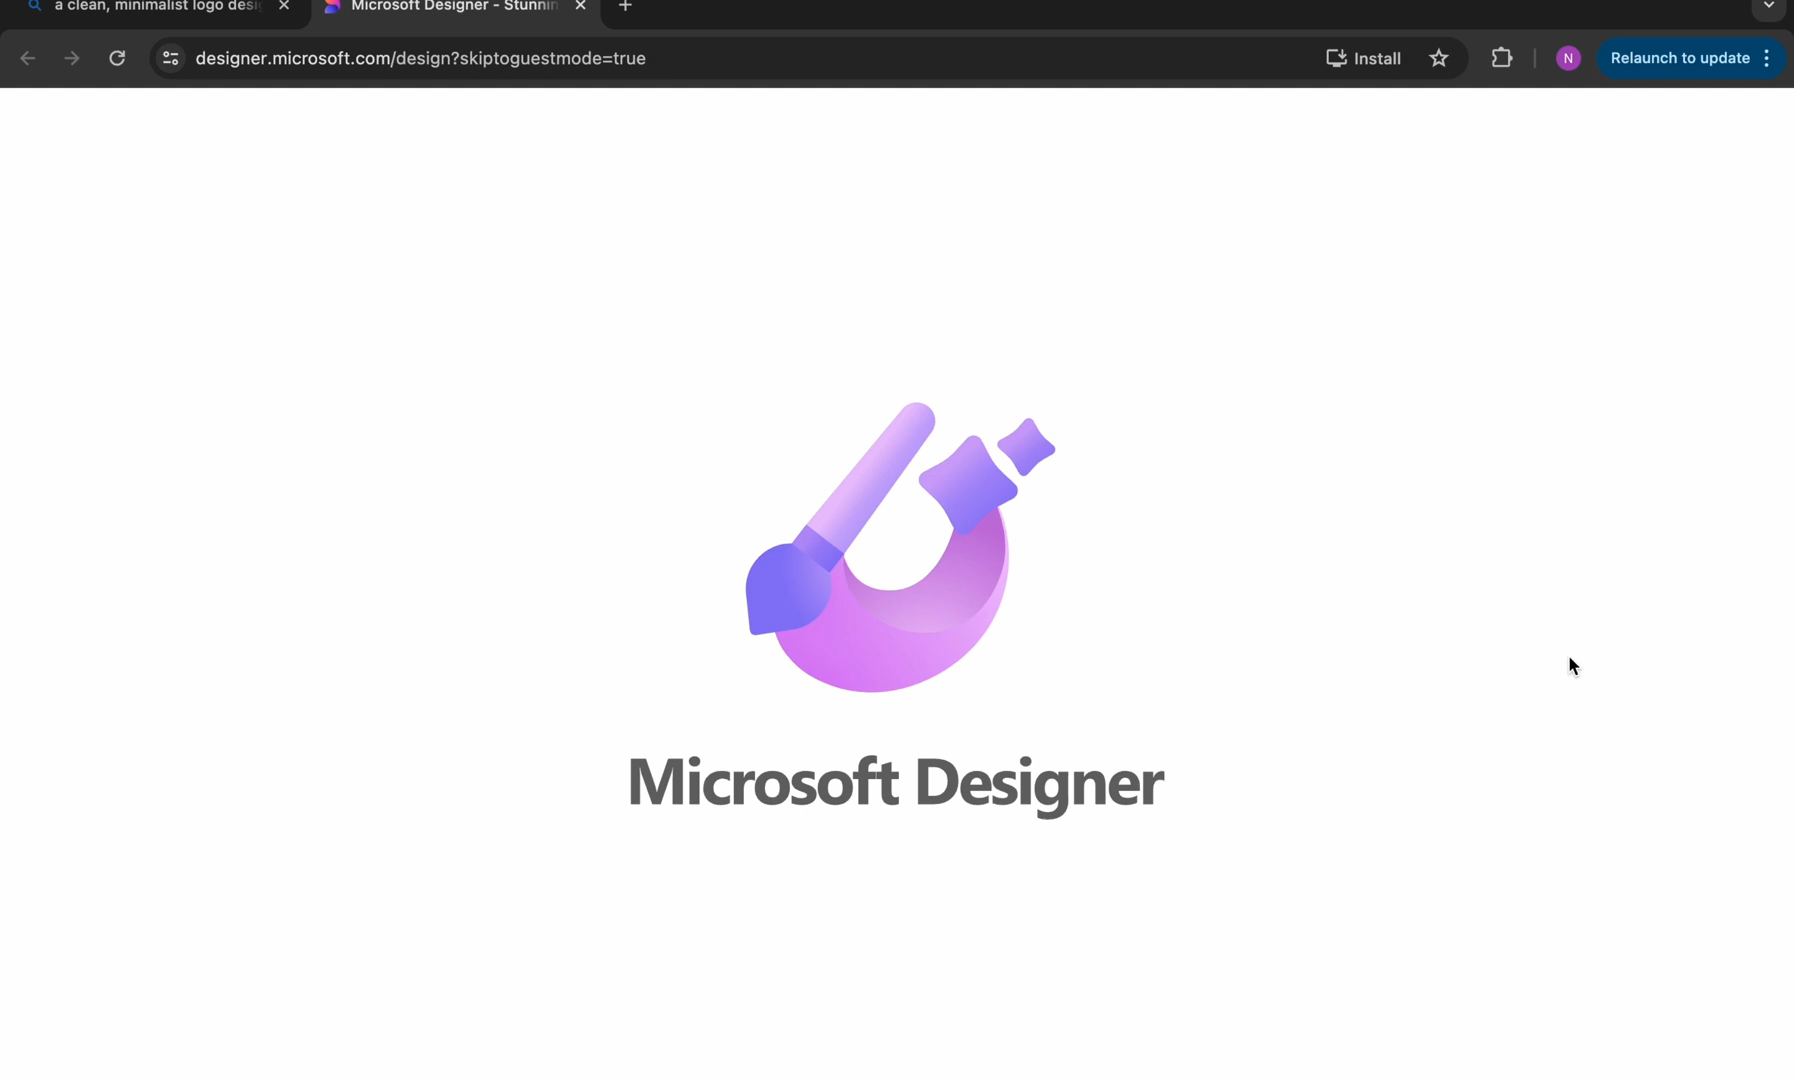 a clean, minimalist logo desi
Microsoft Designer - Stunnin
designer.microsoft.com/design?skiptoguestmode=true
Install
N
Relaunch to update
Microsoft Designer